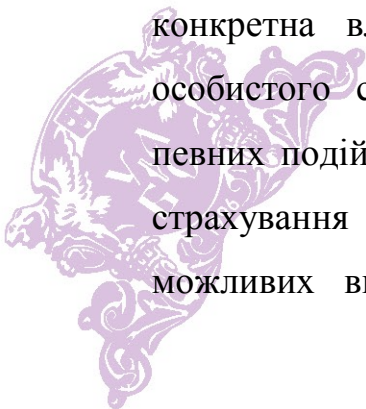 конкретна
особистого
певних подій
страхування
можливих